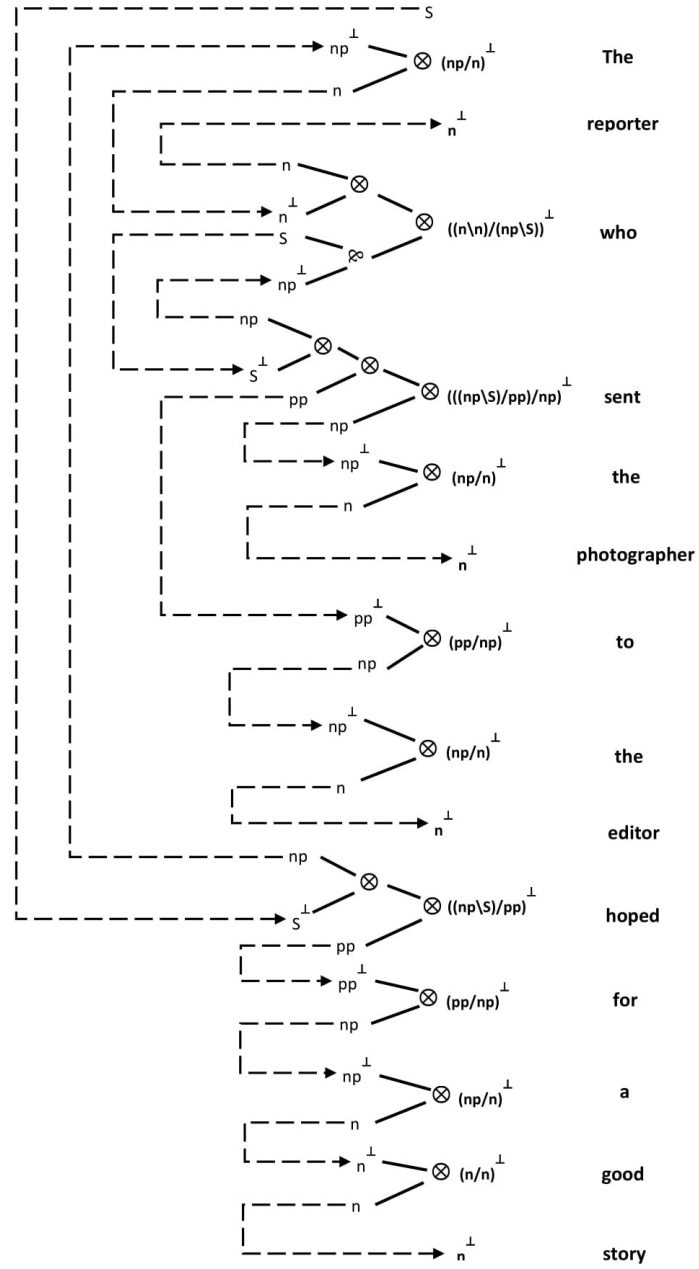 S
np⊥ ⊗ (np/n)⊥ The
n
n⊥ reporter
n
⊗
n⊥ ⊗ ((n\n)/(np\S))⊥ who
S
⅋
np⊥
np
⊗
S⊥ ⊗
pp ⊗ (((np\S)/pp)/np)⊥ sent
np
np⊥ ⊗ (np/n)⊥ the
n
n⊥ photographer
pp⊥ ⊗ (pp/np)⊥ to
np
np⊥ ⊗ (np/n)⊥ the
n
n⊥ editor
np
⊗
S⊥ ⊗ ((np\S)/pp)⊥ hoped
pp
pp⊥ ⊗ (pp/np)⊥ for
np
np⊥ ⊗ (np/n)⊥ a
n
n⊥ ⊗ (n/n)⊥ good
n
n⊥ story